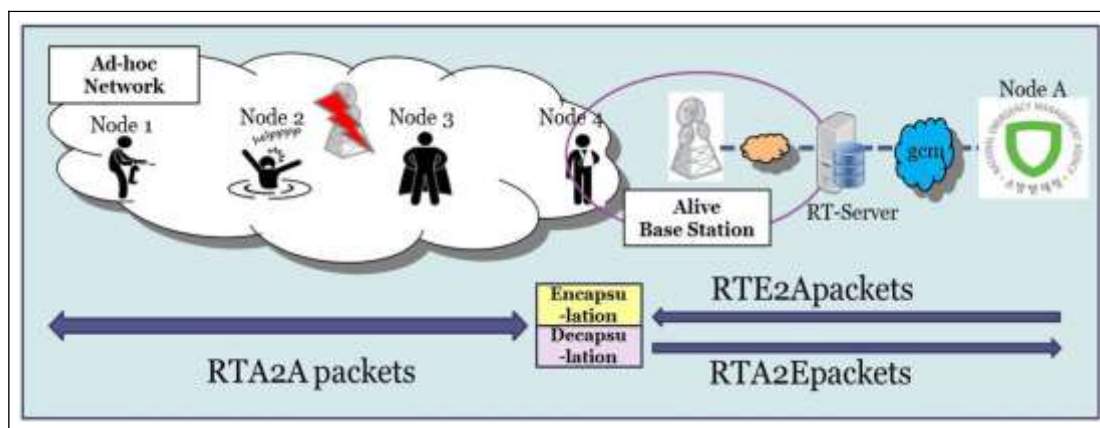 Ad-hoc
Network
Node 1
Node 2
helpppp
Node 3
Node 4
Node A
gcm
RT-Server
Alive
Base Station
Encapsu
-lation
Decapsu
-lation
RTE2Apackets
RTA2A packets
RTA2Epackets